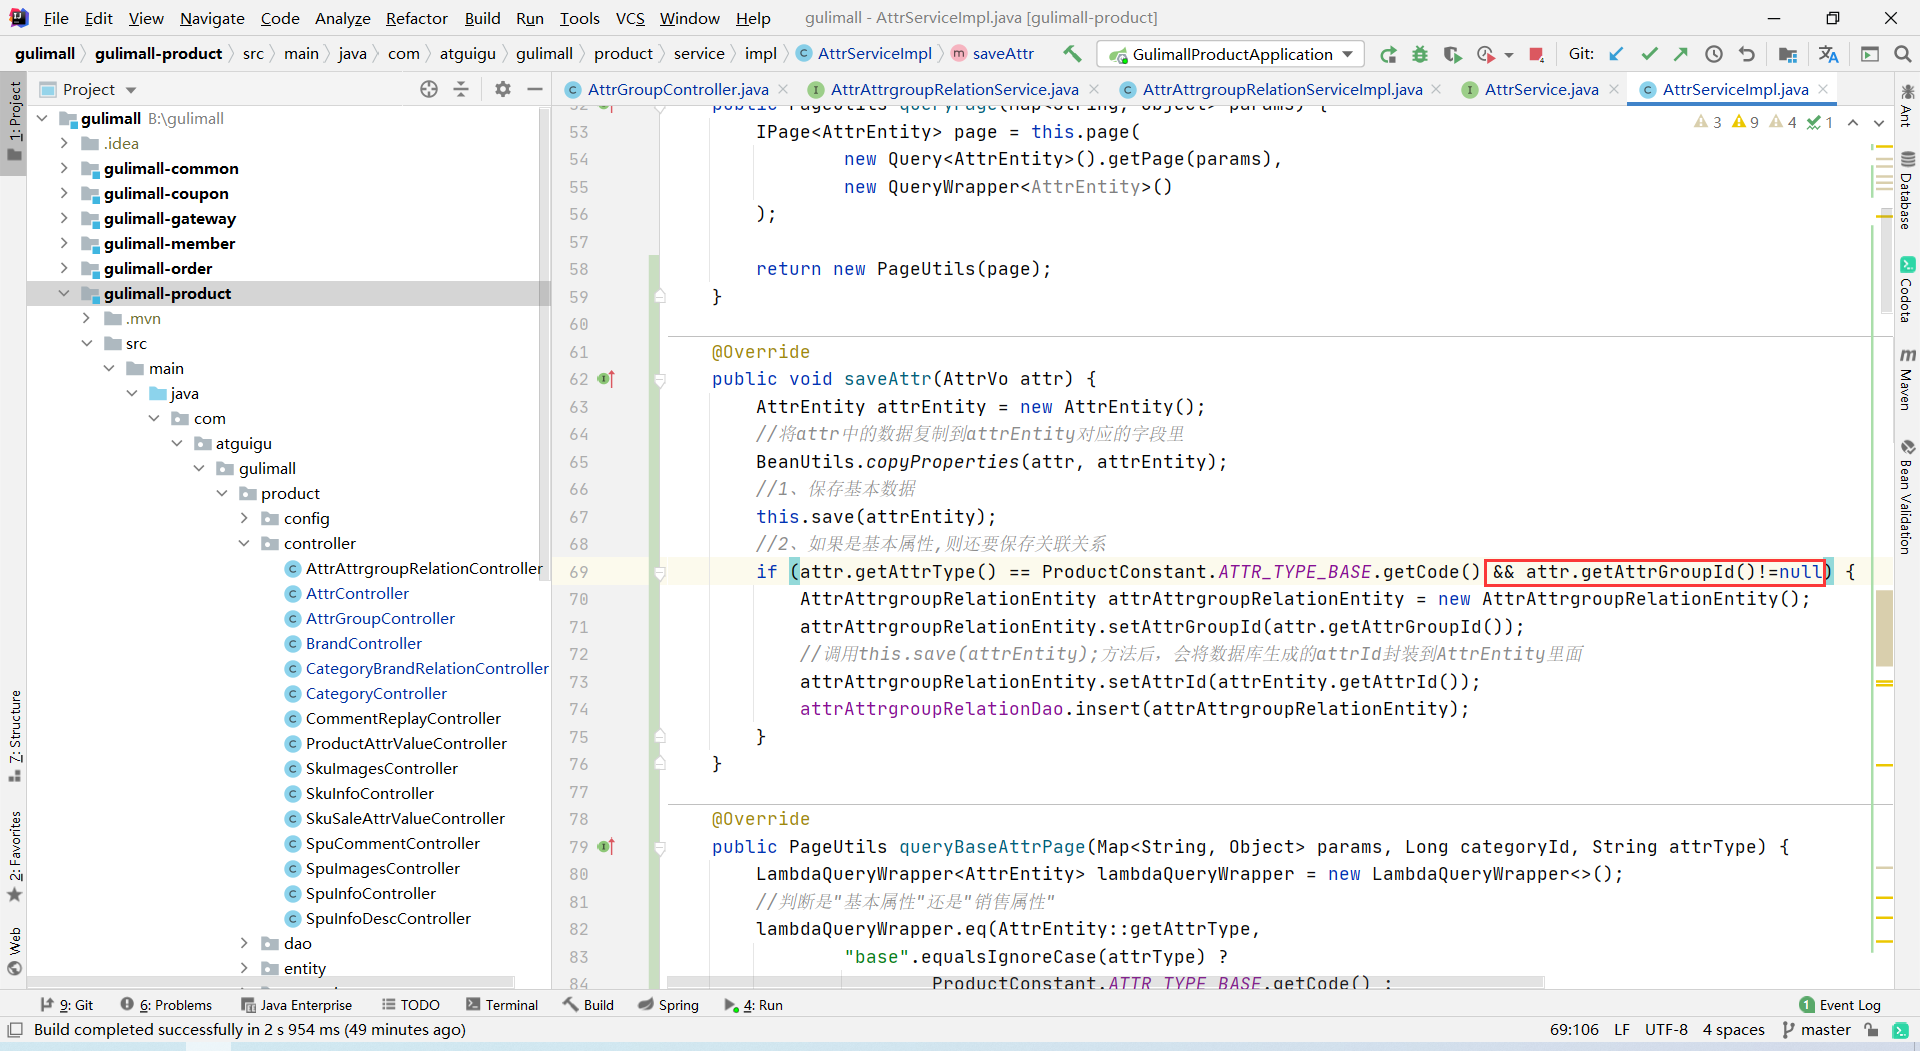 File Edit View Navigate Code Analyze Refactor Build Run Tools VCS Window Help gulimall - AttrServiceImpl.java [gulimall-product]
gulimall gulimall-product src main java com atguigu gulimall product service impl AttrServiceImpl saveAttr GulimallProductApplication Git:
Project
AttrGroupController.java AttrAttrgroupRelationService.java AttrAttrgroupRelationServiceImpl.java AttrService.java AttrServiceImpl.java
3 9 4 1
1: Project
7: Structure
2: Favorites
Web
gulimall B:\gulimall
.idea
gulimall-common
gulimall-coupon
gulimall-gateway
gulimall-member
gulimall-order
gulimall-product
.mvn
src
main
java
com
atguigu
gulimall
product
config
controller
AttrAttrgroupRelationController
AttrController
AttrGroupController
BrandController
CategoryBrandRelationController
CategoryController
CommentReplayController
ProductAttrValueController
SkuImagesController
SkuInfoController
SkuSaleAttrValueController
SpuCommentController
SpuImagesController
SpuInfoController
SpuInfoDescController
dao
entity
52 public PageUtils queryPage(Map<String, Object> params) {
53 IPage<AttrEntity> page = this.page(
54 new Query<AttrEntity>().getPage(params),
55 new QueryWrapper<AttrEntity>()
56 );
57
58 return new PageUtils(page);
59 }
60
61 @Override
62 public void saveAttr(AttrVo attr) {
63 AttrEntity attrEntity = new AttrEntity();
64 //将attr中的数据复制到attrEntity对应的字段里
65 BeanUtils.copyProperties(attr, attrEntity);
66 //1、保存基本数据
67 this.save(attrEntity);
68 //2、如果是基本属性,则还要保存关联关系
69 if (attr.getAttrType() == ProductConstant.ATTR_TYPE_BASE.getCode() && attr.getAttrGroupId()!=null) {
70 AttrAttrgroupRelationEntity attrAttrgroupRelationEntity = new AttrAttrgroupRelationEntity();
71 attrAttrgroupRelationEntity.setAttrGroupId(attr.getAttrGroupId());
72 //调用this.save(attrEntity);方法后，会将数据库生成的attrId封装到AttrEntity里面
73 attrAttrgroupRelationEntity.setAttrId(attrEntity.getAttrId());
74 attrAttrgroupRelationDao.insert(attrAttrgroupRelationEntity);
75 }
76 }
77
78 @Override
79 public PageUtils queryBaseAttrPage(Map<String, Object> params, Long categoryId, String attrType) {
80 LambdaQueryWrapper<AttrEntity> lambdaQueryWrapper = new LambdaQueryWrapper<>();
81 //判断是"基本属性"还是"销售属性"
82 lambdaQueryWrapper.eq(AttrEntity::getAttrType,
83 "base".equalsIgnoreCase(attrType) ?
84 ProductConstant.ATTR_TYPE_BASE.getCode() :
Ant
Database
Codota
Maven
Bean Validation
9: Git 6: Problems Java Enterprise TODO Terminal Build Spring 4: Run 1 Event Log
Build completed successfully in 2 s 954 ms (49 minutes ago) 69:106 LF UTF-8 4 spaces master